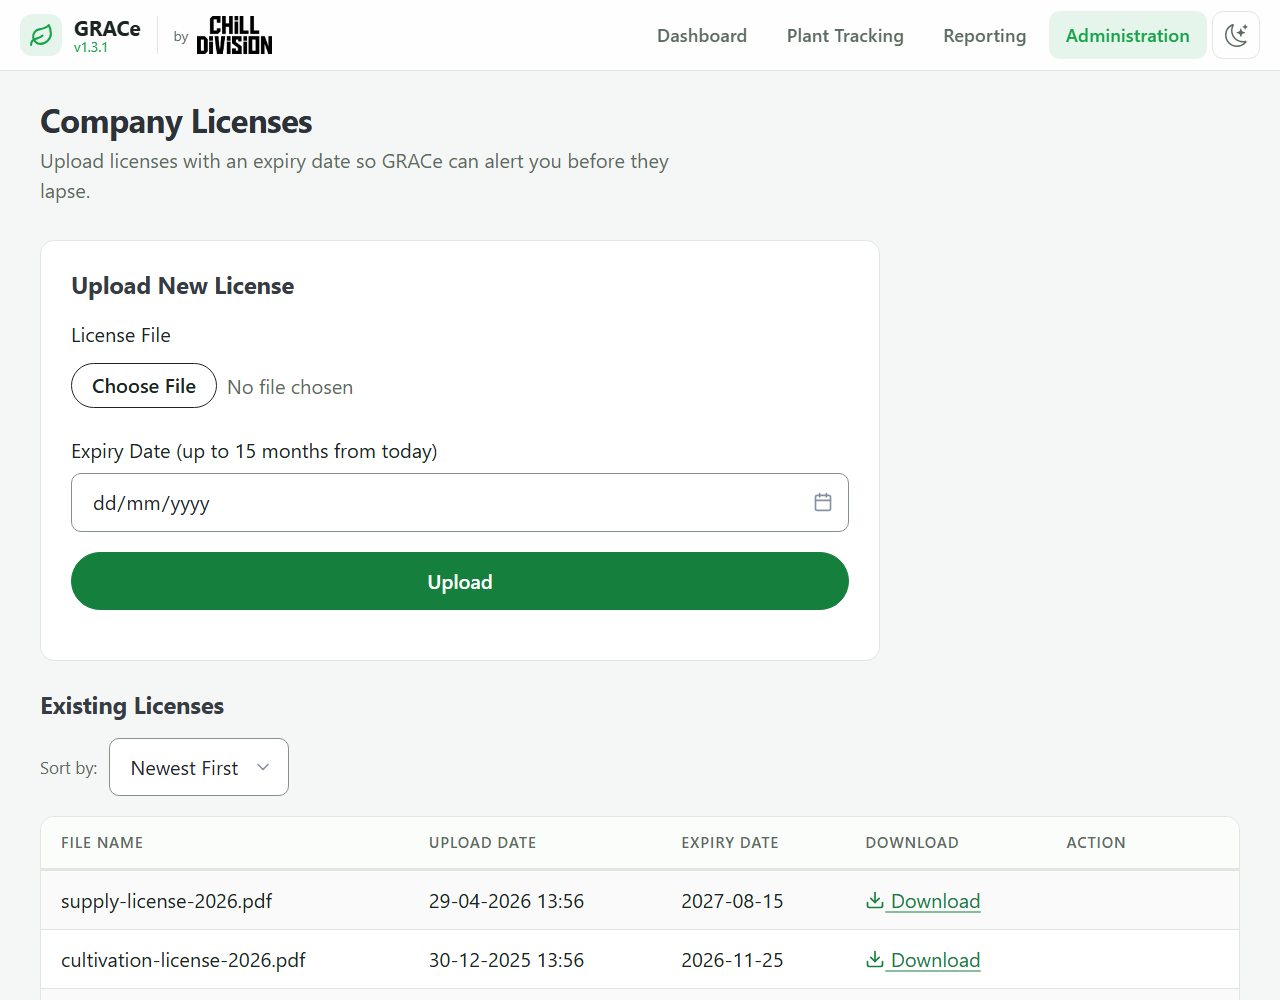 GRACe
v1.3.1
by
CHiLL
DiViSiON
Dashboard
Plant Tracking
Reporting
Administration
Company Licenses
Upload licenses with an expiry date so GRACe can alert you before they
lapse.
Upload New License
License File
Choose File
No file chosen
Expiry Date (up to 15 months from today)
dd/mm/yyyy
Upload
Existing Licenses
Sort by:
Newest First
FILE NAME UPLOAD DATE EXPIRY DATE DOWNLOAD ACTION
supply-license-2026.pdf 29-04-2026 13:56 2027-08-15 Download
cultivation-license-2026.pdf 30-12-2025 13:56 2026-11-25 Download